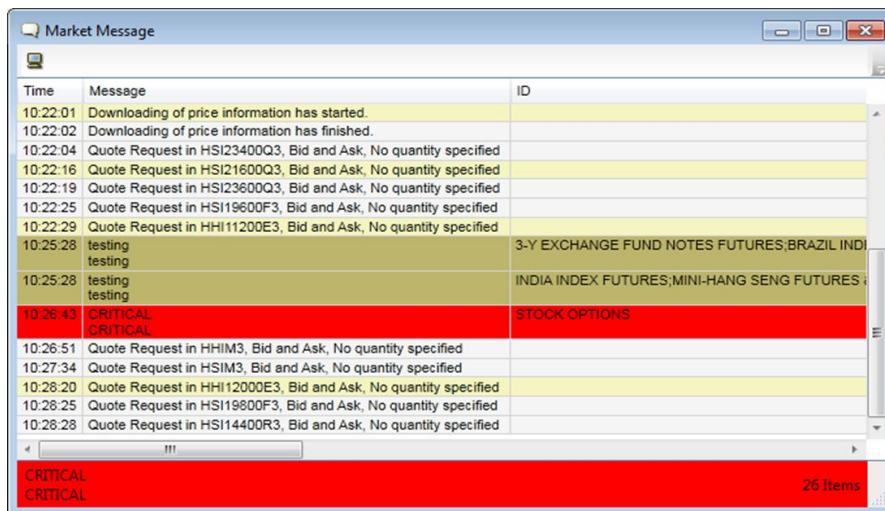 Market Message
Time Message ID
10:22:01 Downloading of price information has started.
10:22:02 Downloading of price information has finished.
10:22:04 Quote Request in HSI23400Q3, Bid and Ask, No quantity specified
10:22:16 Quote Request in HSI21600Q3, Bid and Ask, No quantity specified
10:22:19 Quote Request in HSI23600Q3, Bid and Ask, No quantity specified
10:22:25 Quote Request in HSI19600F3, Bid and Ask, No quantity specified
10:22:29 Quote Request in HHI11200E3, Bid and Ask, No quantity specified
10:25:28 testing 3-Y EXCHANGE FUND NOTES FUTURES;BRAZIL INDI
testing
10:25:28 testing INDIA INDEX FUTURES;MINI-HANG SENG FUTURES &
testing
10:26:43 CRITICAL STOCK OPTIONS
CRITICAL
10:26:51 Quote Request in HHIM3, Bid and Ask, No quantity specified
10:27:34 Quote Request in HSIM3, Bid and Ask, No quantity specified
10:28:20 Quote Request in HHI12000E3, Bid and Ask, No quantity specified
10:28:25 Quote Request in HSI19800F3, Bid and Ask, No quantity specified
10:28:28 Quote Request in HSI14400R3, Bid and Ask, No quantity specified
CRITICAL
CRITICAL 26 Items